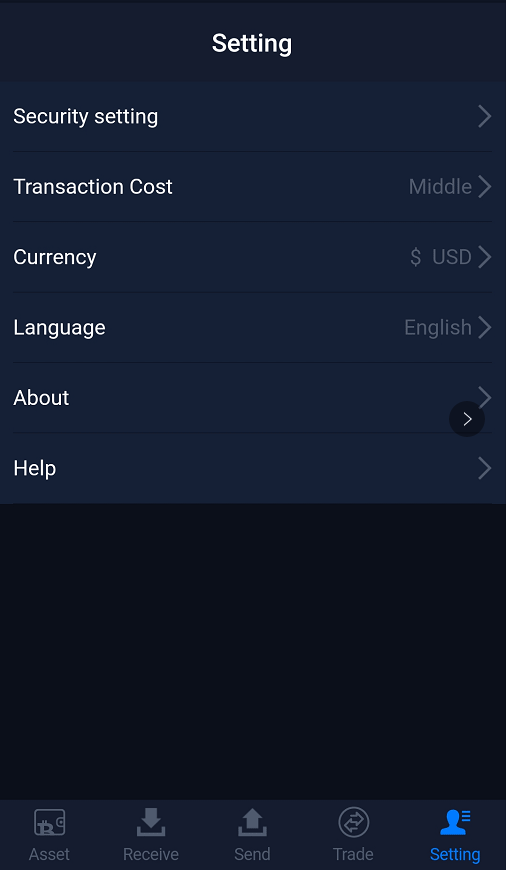 Setting
Security setting
Transaction Cost Middle
Currency $ USD
Language English
About
Help
Asset Receive Send Trade Setting